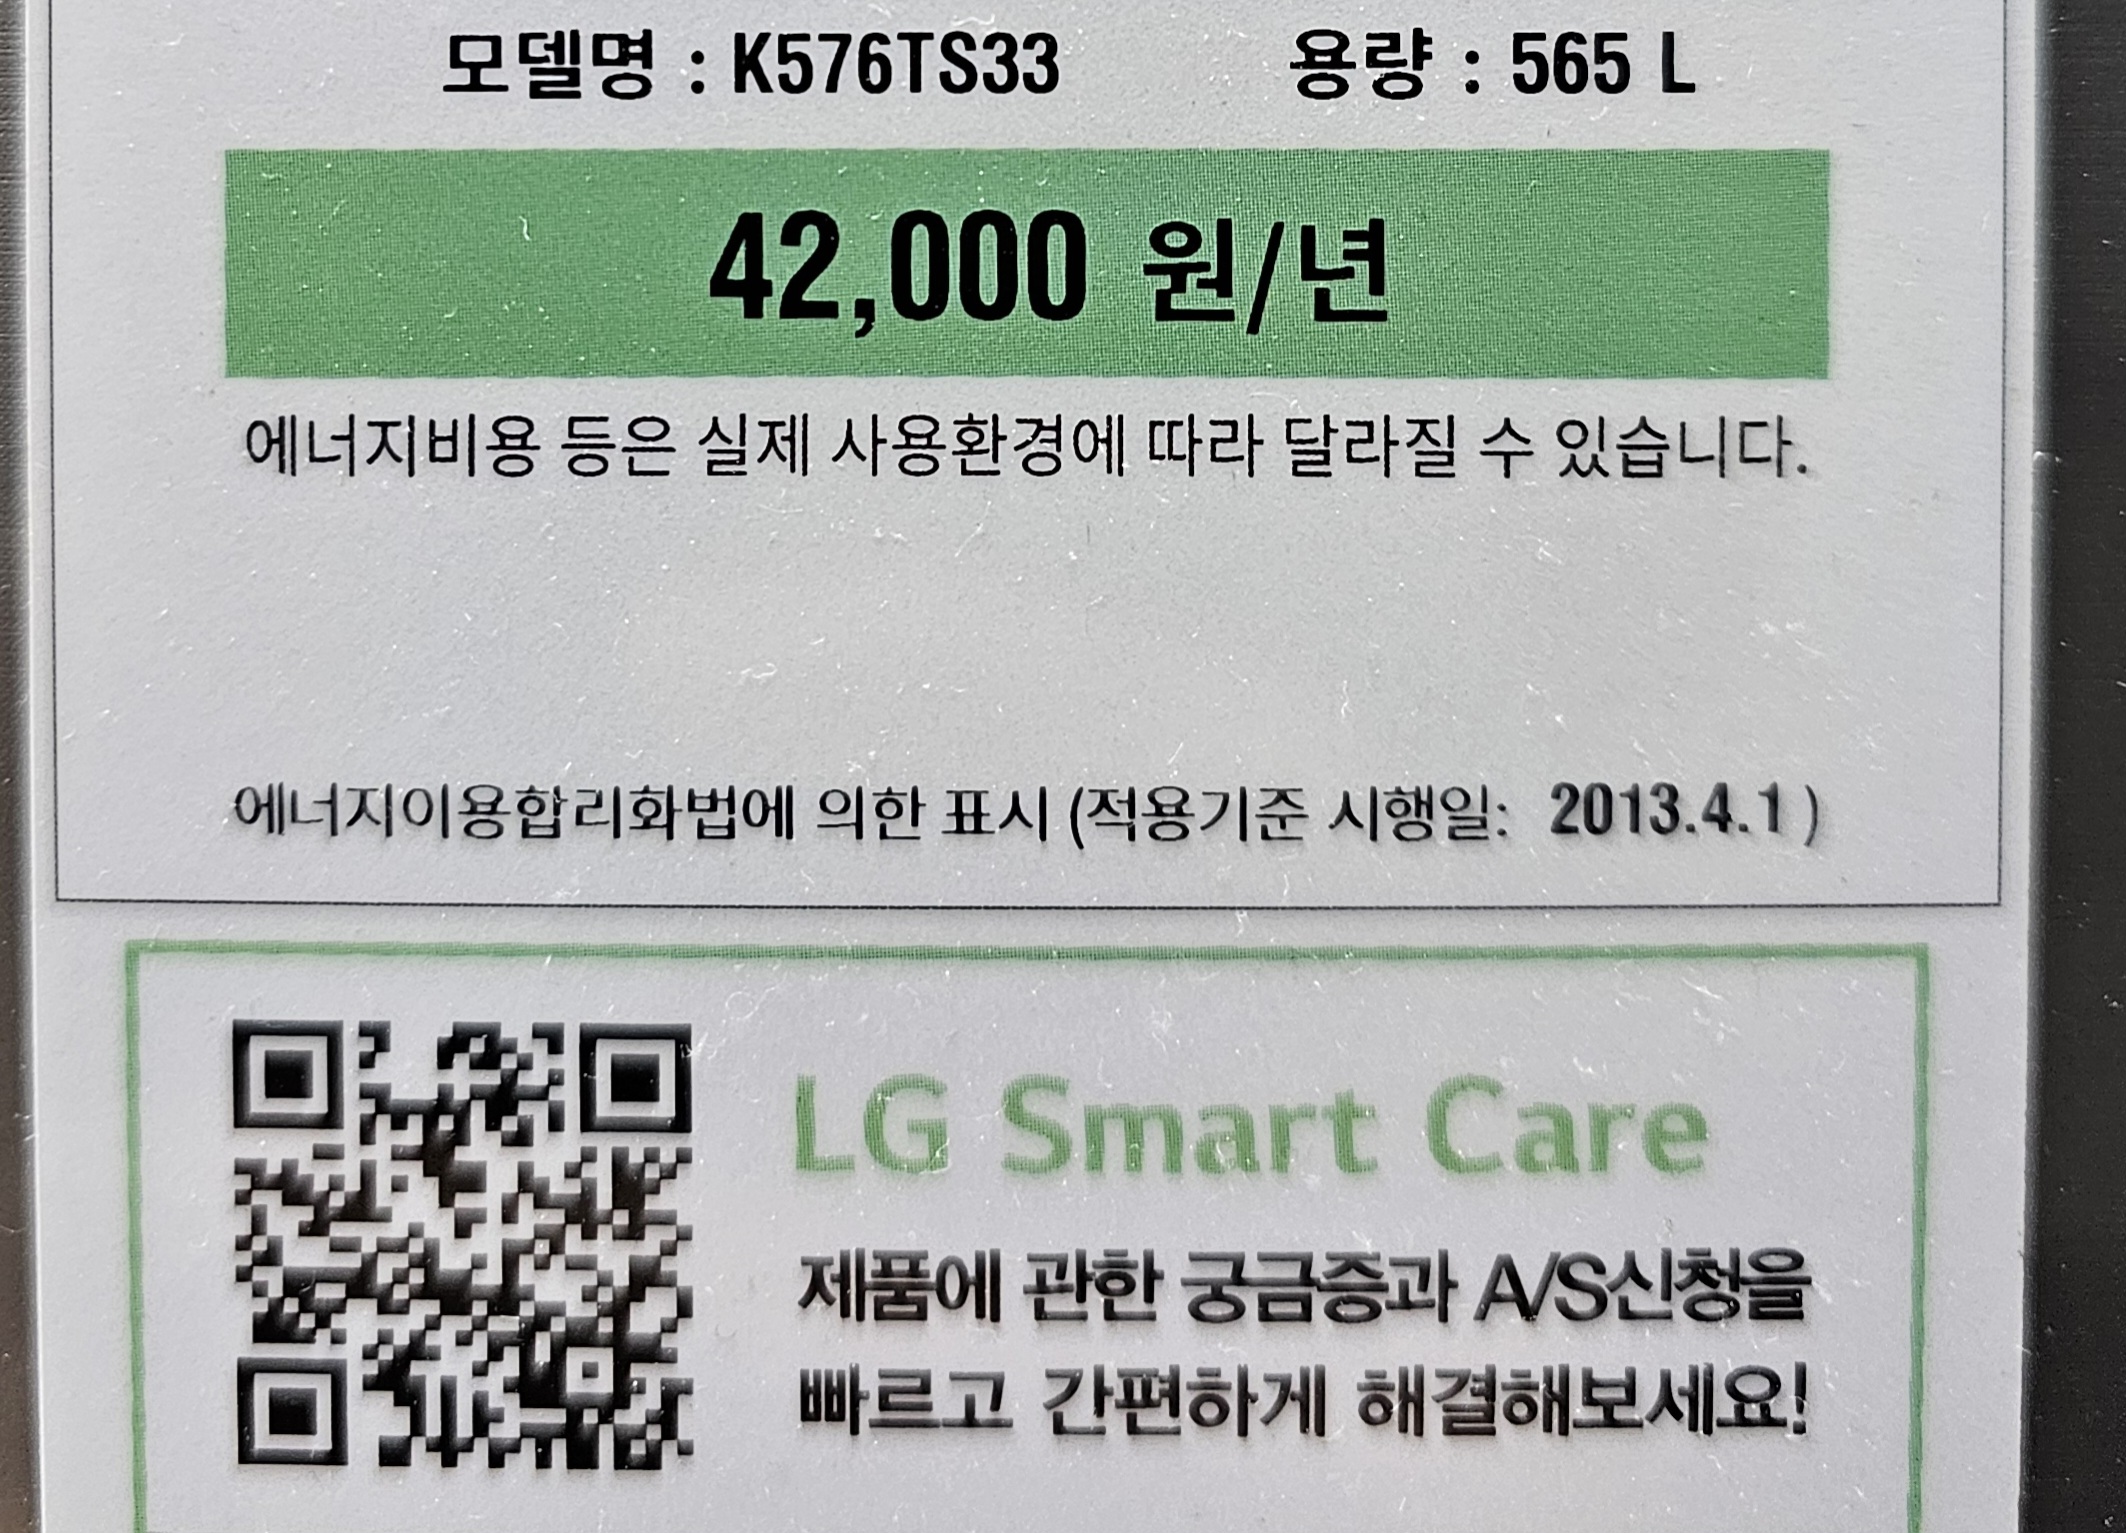 모델명 : K576TS33 용량 : 565 L
42,000 원/년
에너지비용 등은 실제 사용환경에 따라 달라질 수 있습니다.
에너지이용합리화법에 의한 표시 (적용기준 시행일: 2013.4.1 )
LG Smart Care
제품에 관한 궁금증과 A/S신청을
빠르고 간편하게 해결해보세요!